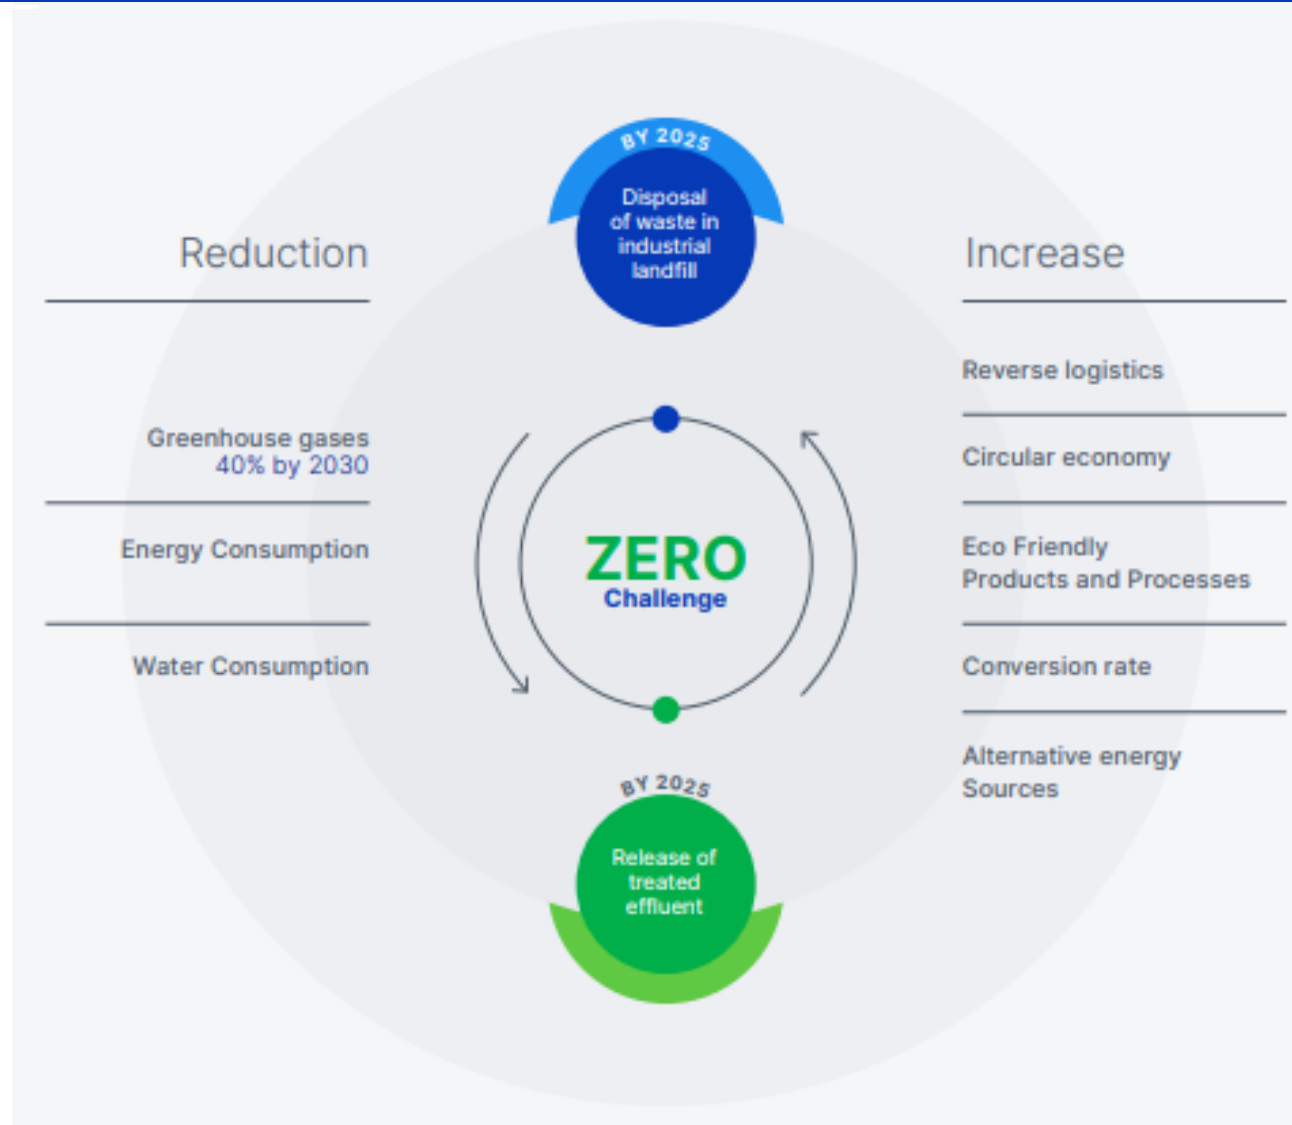 BY 2025
Disposal
of waste in
industrial
landfill
Reduction
Greenhouse gases
40% by 2030
Energy Consumption
Water Consumption
ZERO
Challenge
Increase
Reverse logistics
Circular economy
Eco Friendly
Products and Processes
Conversion rate
Alternative energy
Sources
BY 2025
Release of
treated
effluent